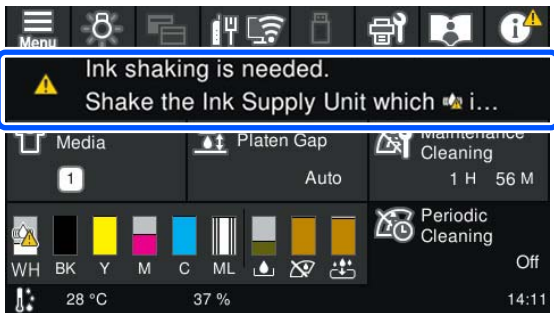 Menu
Ink shaking is needed.
Shake the Ink Supply Unit which i...
Media
1
Platen Gap
Auto
Maintenance
Cleaning
1 H 56 M
Periodic
Cleaning
Off
WH BK Y M C ML
28 °C 37 % 14:11